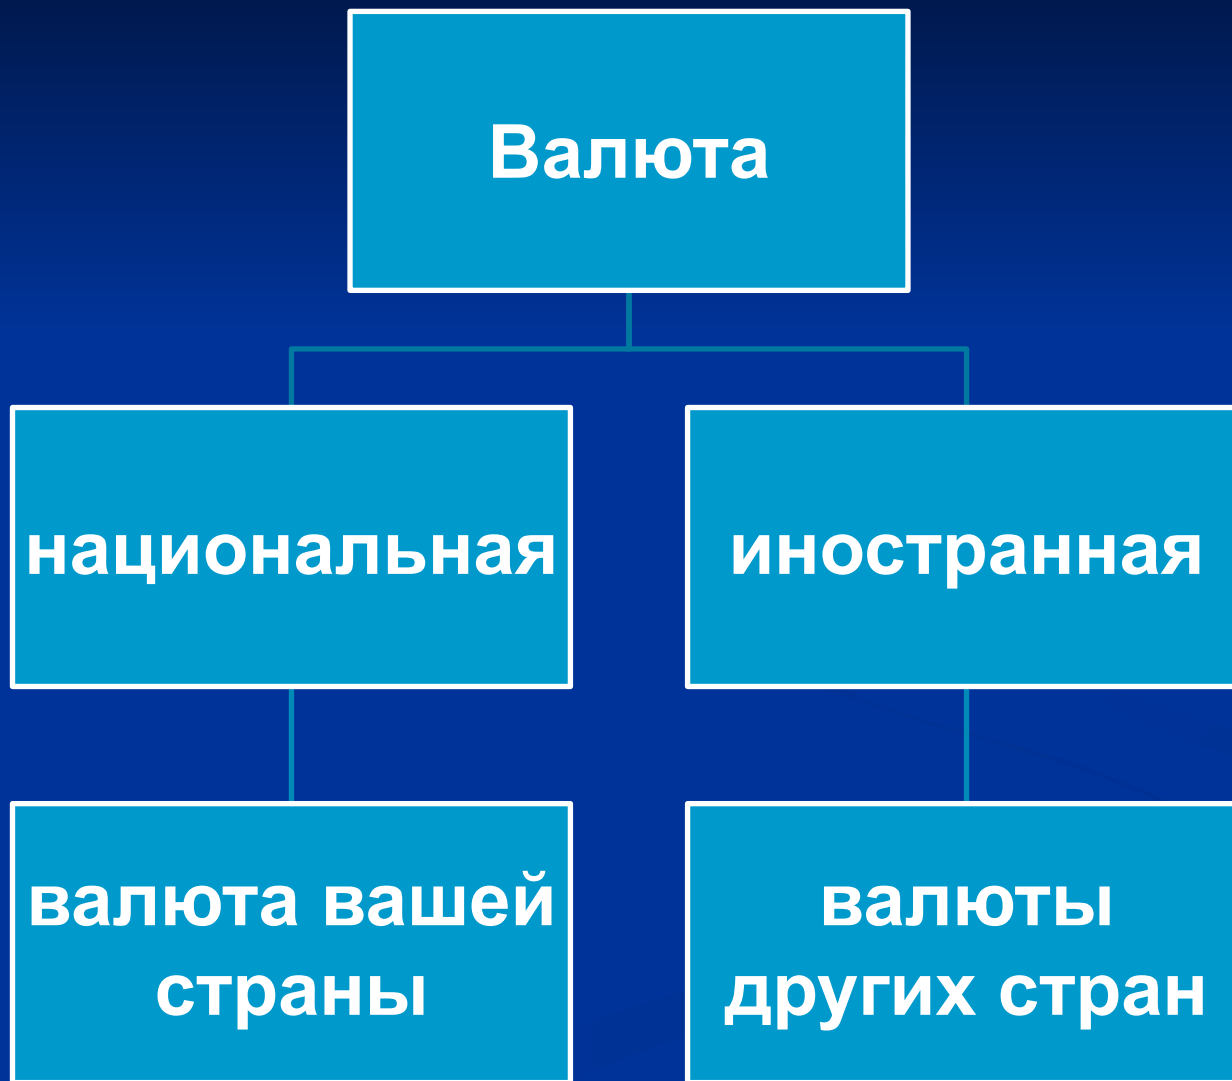 Валюта
национальная
иностранная
валюта вашей
страны
валюты
других стран